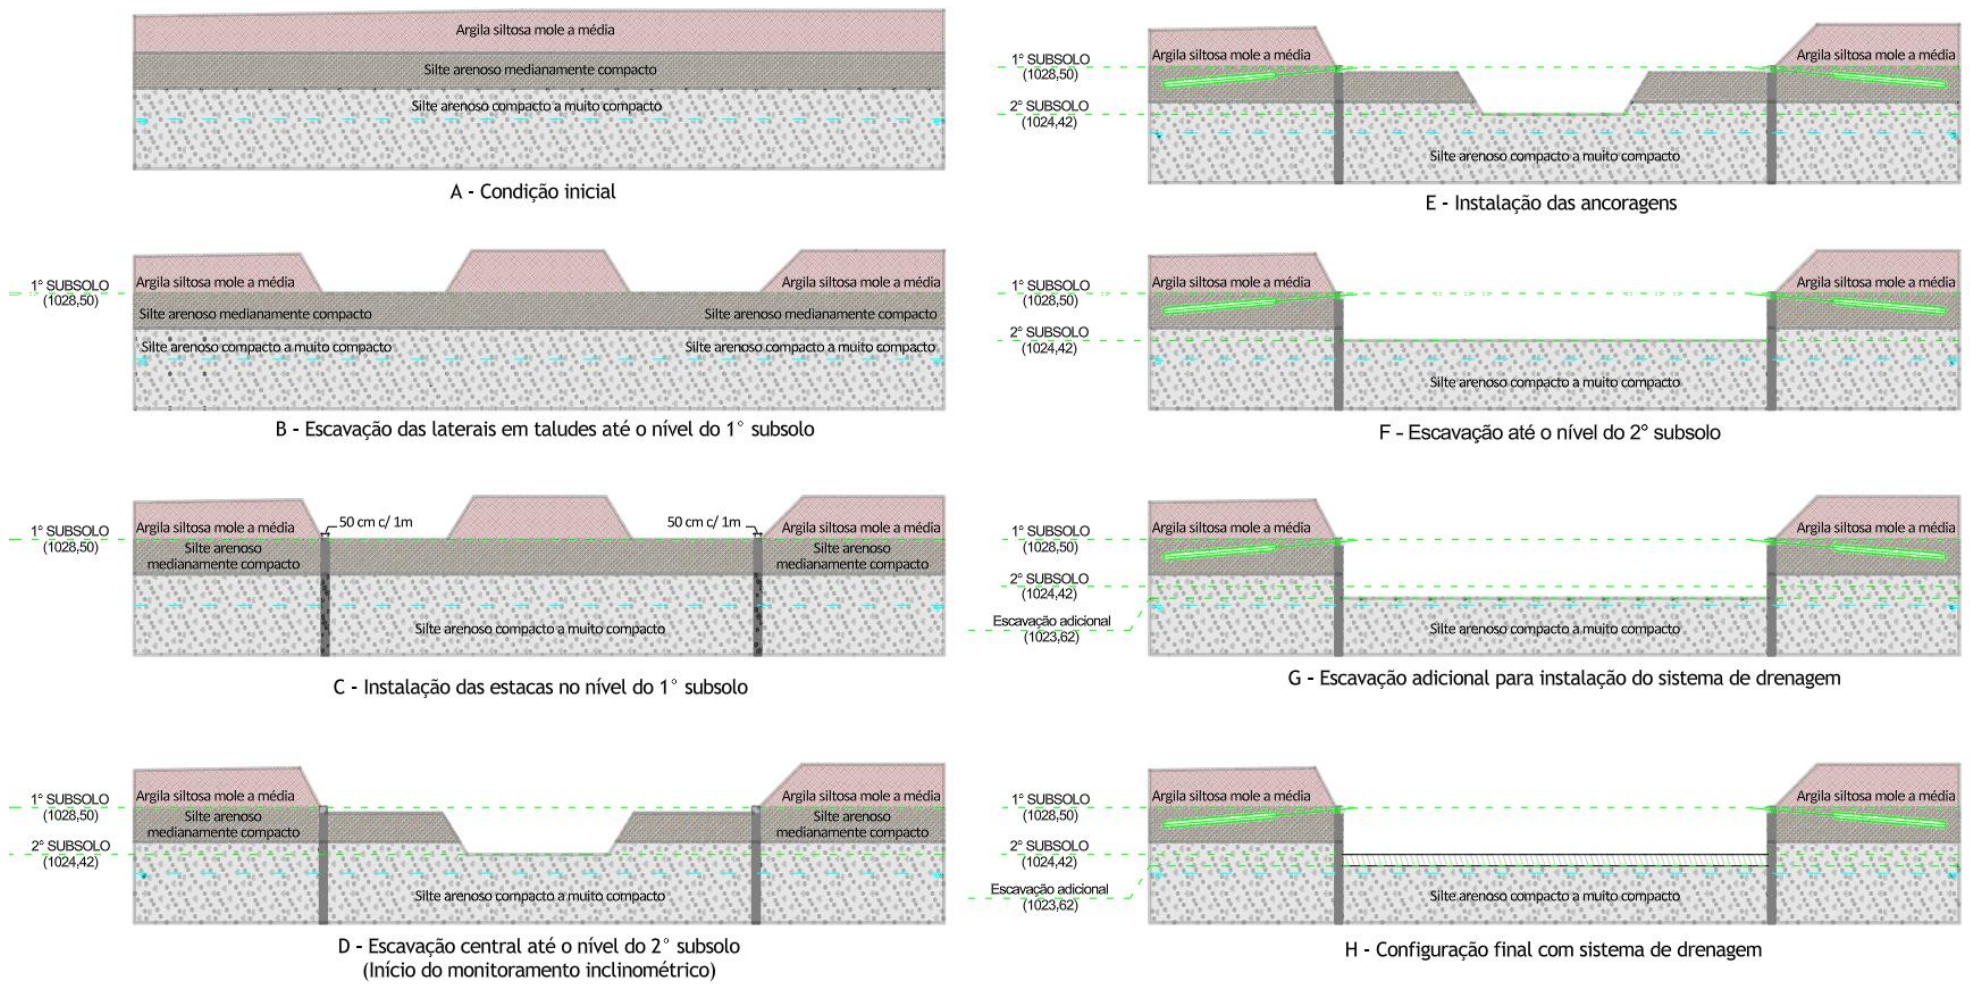 Argila siltosa mole a média
Silte arenoso medianamente compacto
Silte arenoso compacto a muito compacto
A - Condição inicial
1° SUBSOLO
(1028,50)
Argila siltosa mole a média
Argila siltosa mole a média
Silte arenoso medianamente compacto
Silte arenoso medianamente compacto
Silte arenoso compacto a muito compacto
Silte arenoso compacto a muito compacto
B - Escavação das laterais em taludes até o nível do 1° subsolo
50 cm c/ 1m
50 cm c/ 1m
1° SUBSOLO
(1028,50)
Argila siltosa mole a média
Argila siltosa mole a média
Silte arenoso
medianamente compacto
Silte arenoso
medianamente compacto
Silte arenoso compacto a muito compacto
C - Instalação das estacas no nível do 1° subsolo
1° SUBSOLO
(1028,50)
Argila siltosa mole a média
Argila siltosa mole a média
Silte arenoso
medianamente compacto
Silte arenoso
medianamente compacto
2° SUBSOLO
(1024,42)
Silte arenoso compacto a muito compacto
D - Escavação central até o nível do 2° subsolo
(Início do monitoramento inclinométrico)
1° SUBSOLO
(1028,50)
Argila siltosa mole a média
Argila siltosa mole a média
2° SUBSOLO
(1024,42)
Silte arenoso compacto a muito compacto
E - Instalação das ancoragens
1° SUBSOLO
(1028,50)
Argila siltosa mole a média
Argila siltosa mole a média
2° SUBSOLO
(1024,42)
Silte arenoso compacto a muito compacto
F - Escavação até o nível do 2° subsolo
1° SUBSOLO
(1028,50)
Argila siltosa mole a média
Argila siltosa mole a média
2° SUBSOLO
(1024,42)
Escavação adicional
(1023,62)
Silte arenoso compacto a muito compacto
G - Escavação adicional para instalação do sistema de drenagem
1° SUBSOLO
(1028,50)
Argila siltosa mole a média
Argila siltosa mole a média
2° SUBSOLO
(1024,42)
Escavação adicional
(1023,62)
Silte arenoso compacto a muito compacto
H - Configuração final com sistema de drenagem